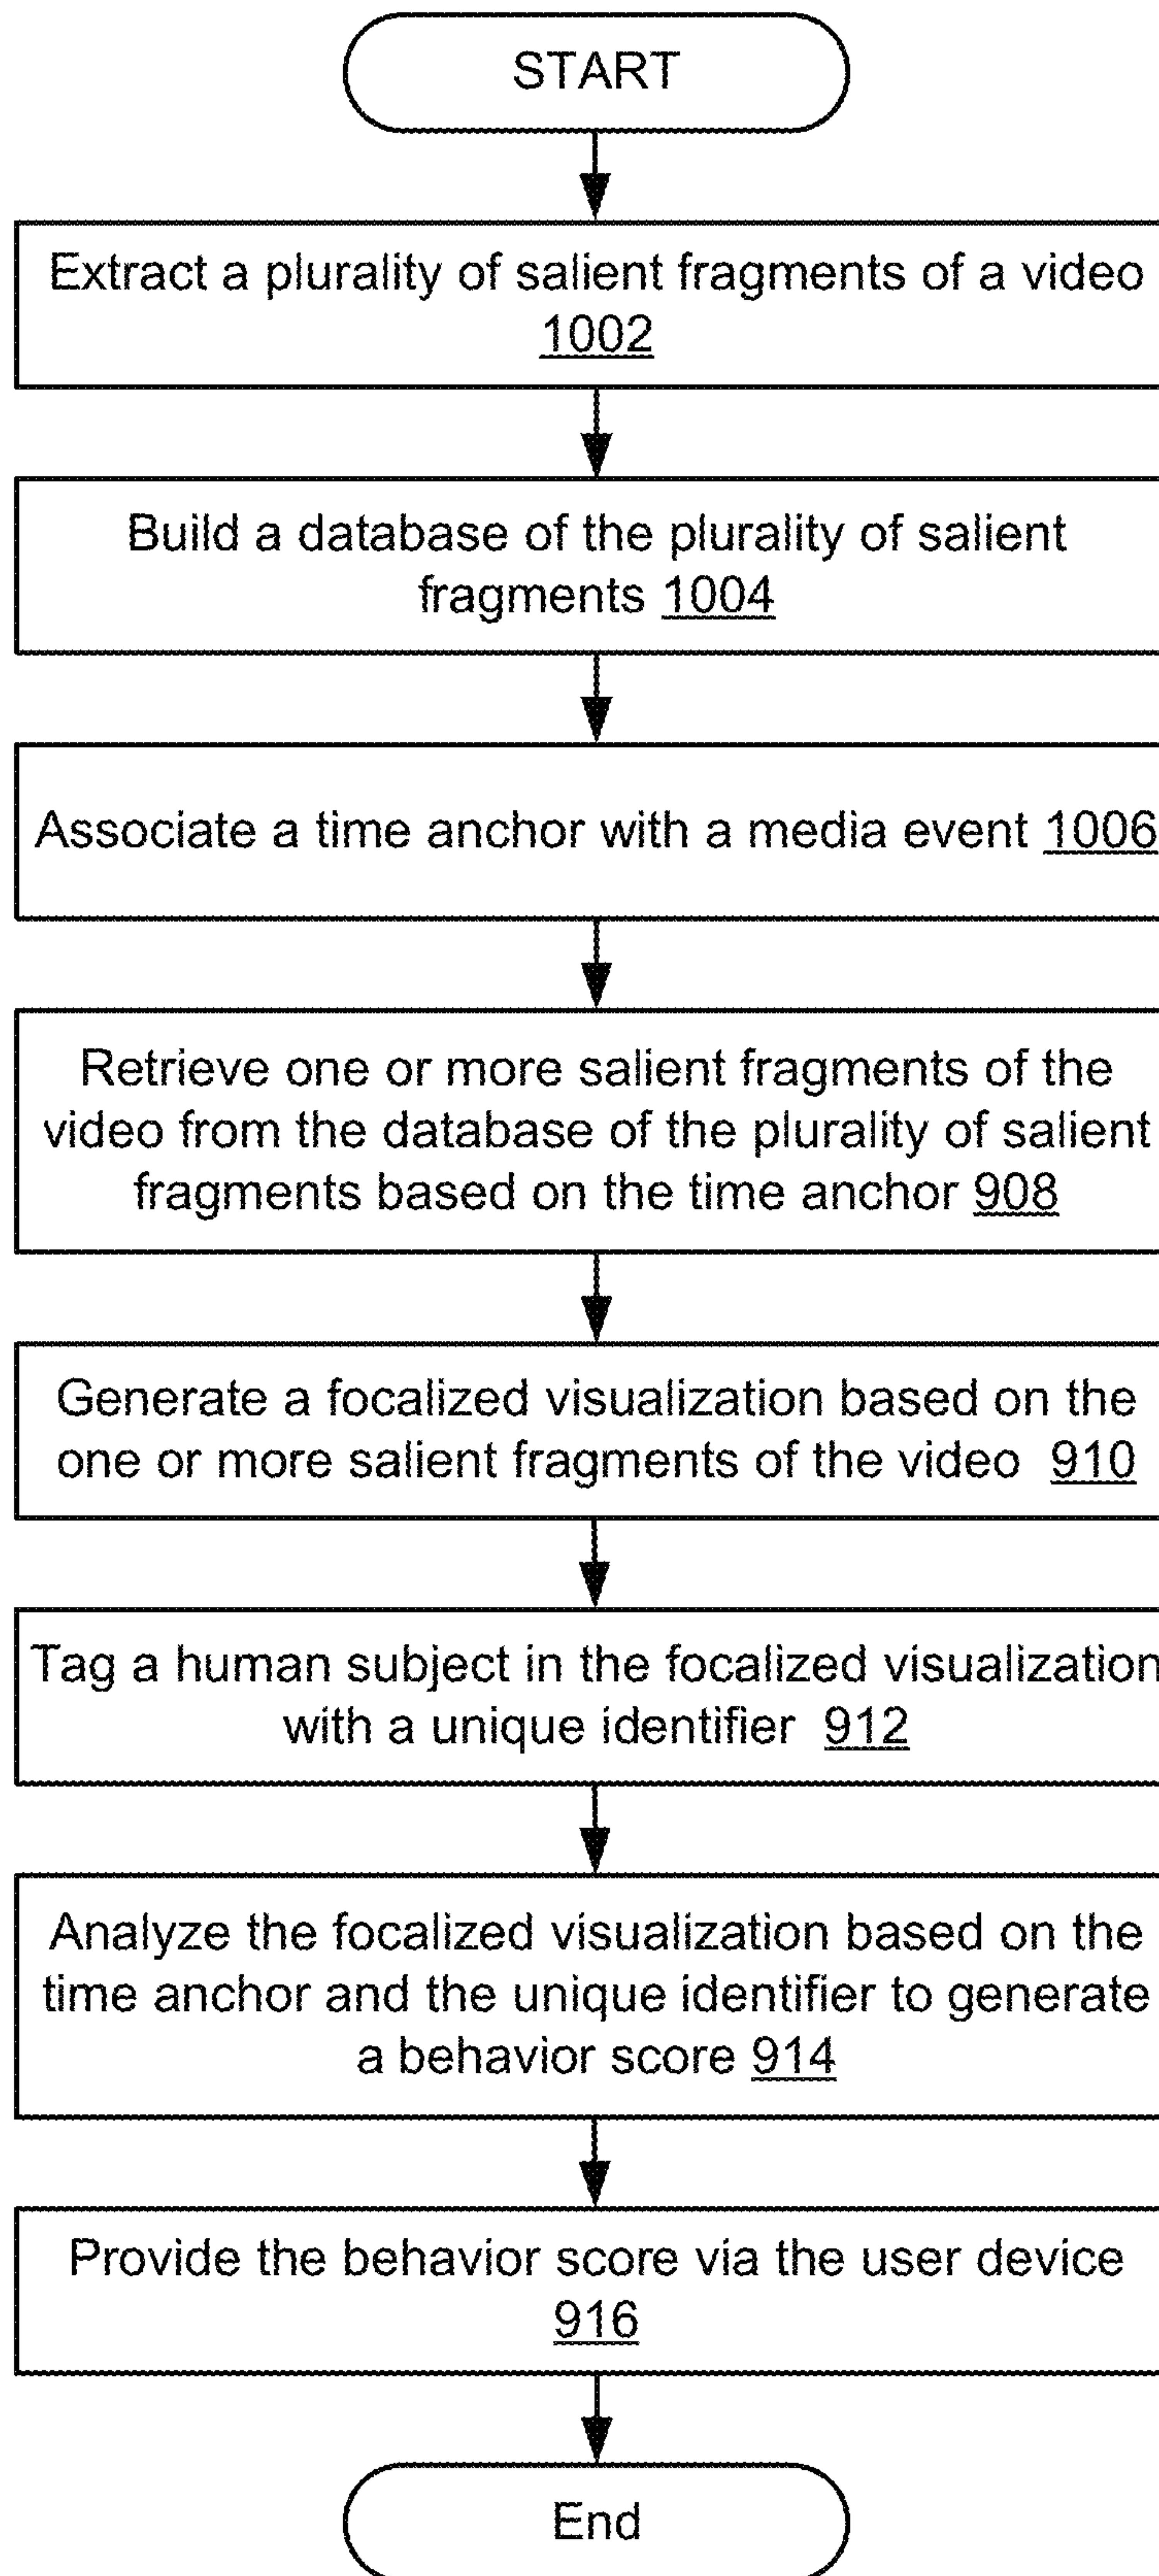 START
Extract a plurality of salient fragments of a video
1002
Build a database of the plurality of salient
fragments 1004
Associate a time anchor with a media event 1006
Retrieve one or more salient fragments of the
video from the database of the plurality of salient
fragments based on the time anchor 908
Generate a focalized visualization based on the
one or more salient fragments of the video 910
Tag a human subject in the focalized visualization
with a unique identifier 912
Analyze the focalized visualization based on the
time anchor and the unique identifier to generate
a behavior score 914
Provide the behavior score via the user device
916
End